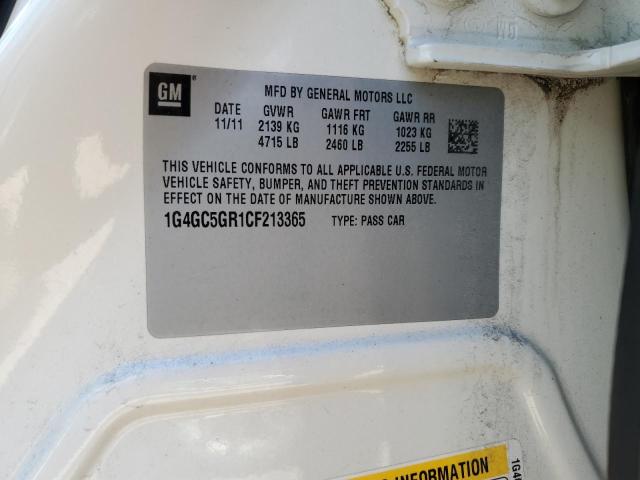 GM
GM
MFD BY GENERAL MOTORS LLC
DATE GVWR GAWR FRT GAWR RR
11/11 2139 KG 1116 KG 1023 KG
4715 LB 2460 LB 2255 LB
THIS VEHICLE CONFORMS TO ALL APPLICABLE U.S. FEDERAL MOTOR
VEHICLE SAFETY, BUMPER, AND THEFT PREVENTION STANDARDS IN
EFFECT ON THE DATE OF MANUFACTURE SHOWN ABOVE.
1G4GC5GR1CF213365 TYPE: PASS CAR
INFORMATION